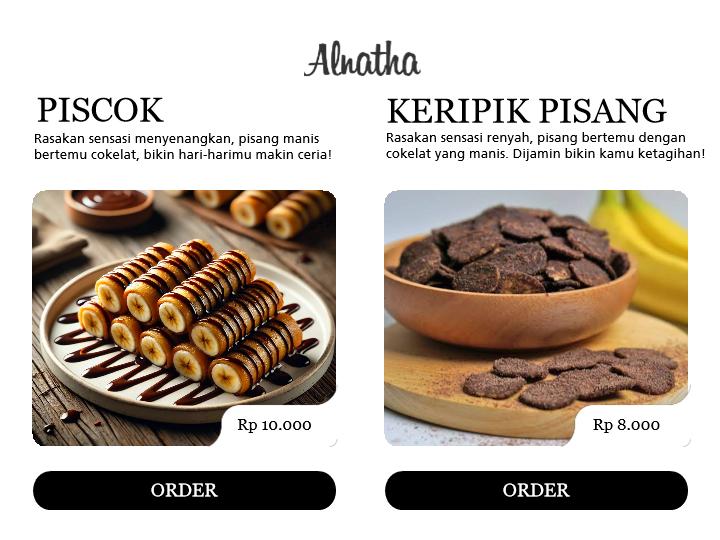 Alnatha
PISCOK
Rasakan sensasi menyenangkan, pisang manis
bertemu cokelat, bikin hari-harimu makin ceria!
Rp 10.000
ORDER
KERIPIK PISANG
Rasakan sensasi renyah, pisang bertemu dengan
cokelat yang manis. Dijamin bikin kamu ketagihan!
Rp 8.000
ORDER